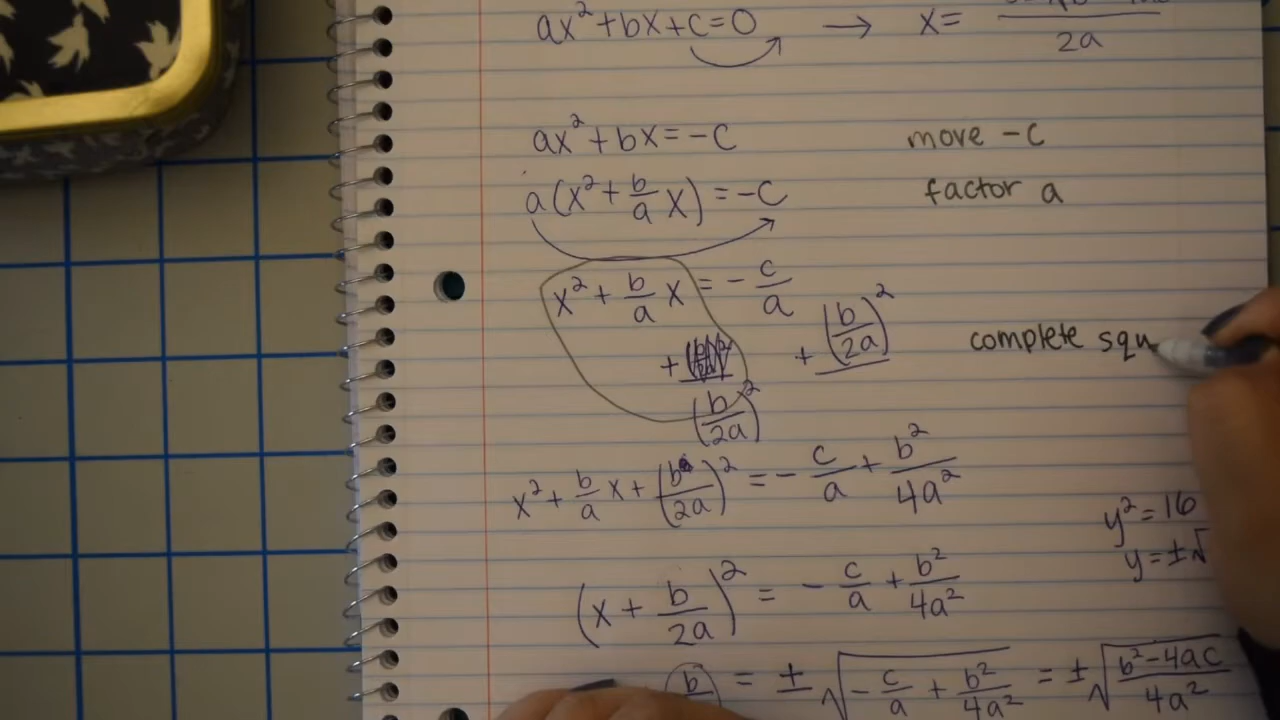 ax² + bx + c = 0 → x = / 2a
ax² + bx = -c move -c
a(x² + b/a x) = -c factor a
x² + b/a x = - c/a
+ + (b/2a)² complete squ
(b/2a)²
x² + b/a x + (b/2a)² = - c/a + b²/4a²
y² = 16
y = ±√
(x + b/2a)² = - c/a + b²/4a²
b = ± √(- c/a + b²/4a²) = ± √((b² - 4ac)/4a²)